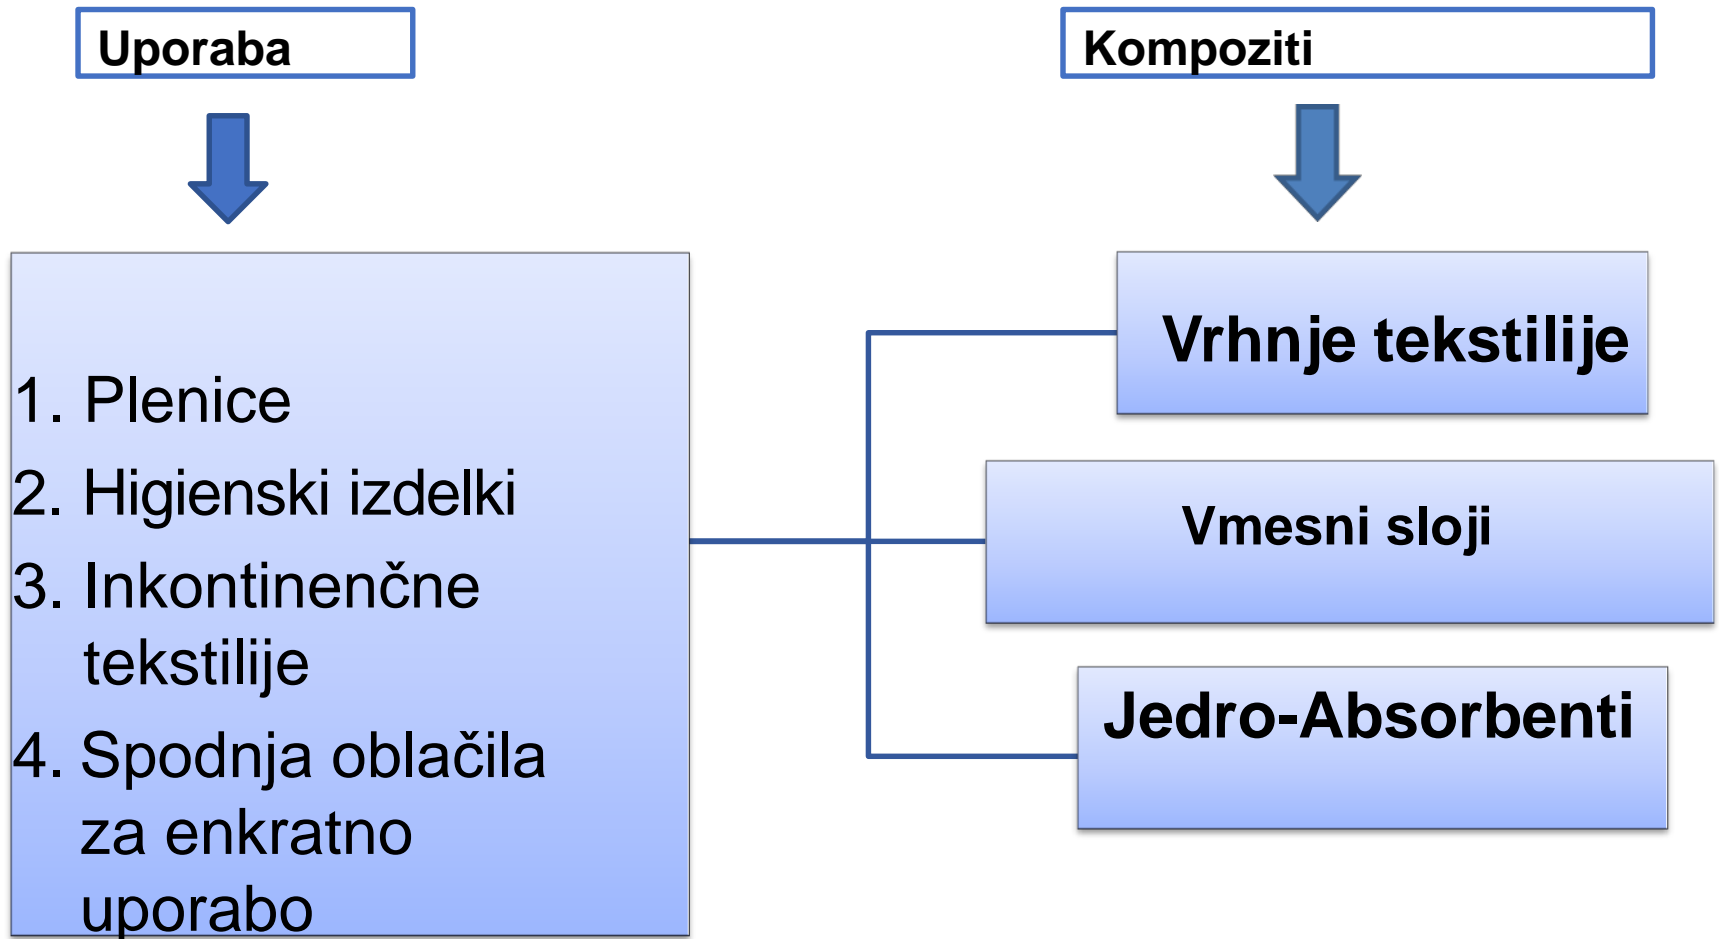 Uporaba
Kompoziti
1. Plenice
2. Higienski izdelki
3. Inkontinenčne
tekstilije
4. Spodnja oblačila
za enkratno
uporabo
Vrhnje tekstilije
Vmesni sloji
Jedro-Absorbenti